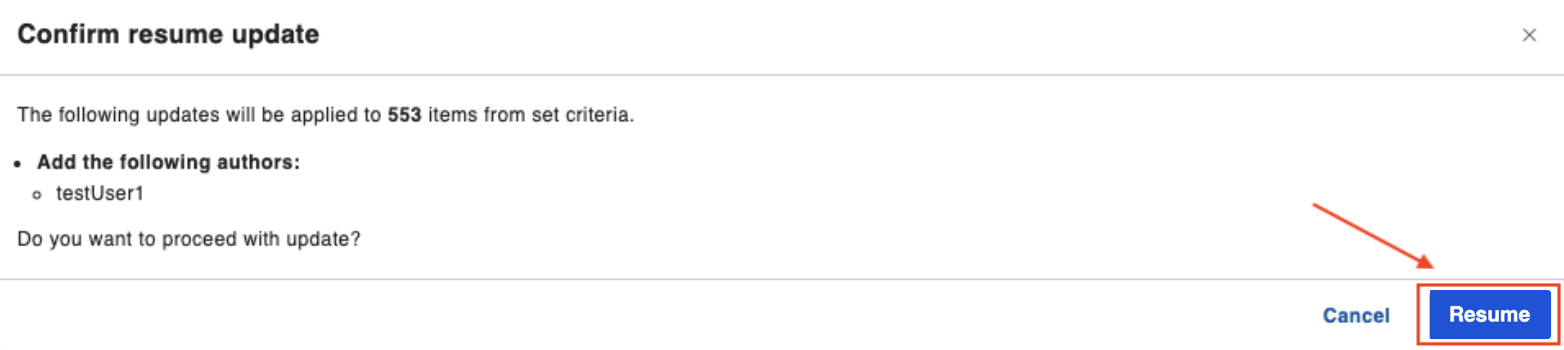 Confirm resume update
×
The following updates will be applied to 553 items from set criteria.
• Add the following authors:
◦ testUser1
Do you want to proceed with update?
Cancel Resume